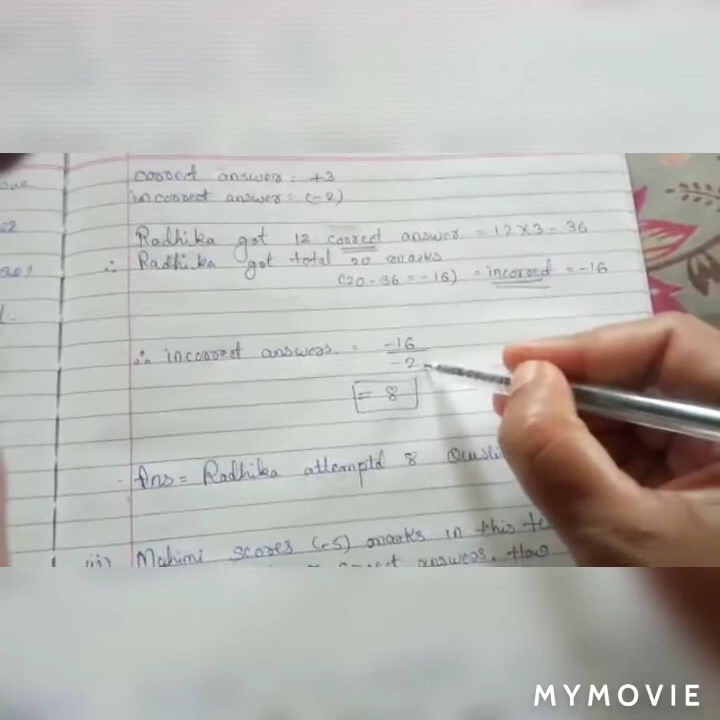 correct answer = +3
incorrect answer = (-2)
Radhika got 12 correct answer = 12 × 3 = 36
∴ Radhika got total 20 marks
(20 - 36 = -16) = incorrect = -16
∴ incorrect answers = -16
-2
= 8
Ans = Radhika attemptd 8
(ii) Mahini scores (-5) marks in this
answers. How
MYMOVIE